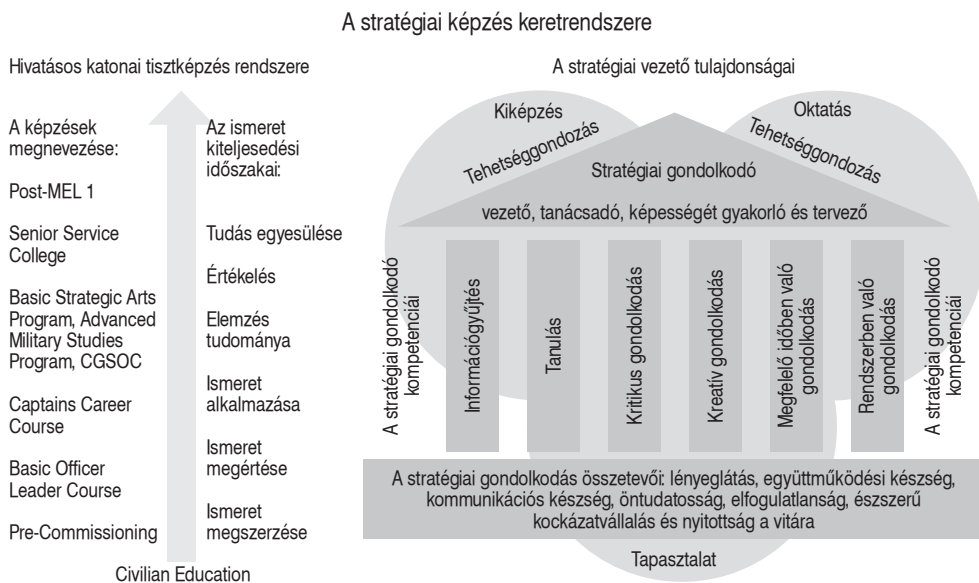 A stratégiai képzés keretrendszere
Hivatásos katonai tisztképzés rendszere
A képzések
megnevezése:
Post-MEL 1
Senior Service
College
Basic Strategic Arts
Program, Advanced
Military Studies
Program, CGSOC
Captains Career
Course
Basic Officer
Leader Course
Pre-Commissioning
Az ismeret
kiteljesedési
időszakai:
Tudás egyesülése
Értékelés
Elemzés
tudománya
Ismeret
alkalmazása
Ismeret
megértése
Ismeret
megszerzése
Civilian Education
A stratégiai vezető tulajdonságai
Kiképzés
Tehetséggondozás
Oktatás
Tehetséggondozás
Stratégiai gondolkodó
vezető, tanácsadó, képességét gyakorló és tervező
A stratégiai gondolkodó
kompetenciái
Információgyűjtés
Tanulás
Kritikus gondolkodás
Kreatív gondolkodás
Megfelelő időben való
gondolkodás
Rendszerben való
gondolkodás
A stratégiai gondolkodó
kompetenciái
A stratégiai gondolkodás összetevői: lényeglátás, együttműködési készség,
kommunikációs készség, öntudatosság, elfogulatlanság, észszerű
kockázatvállalás és nyitottság a vitára
Tapasztalat